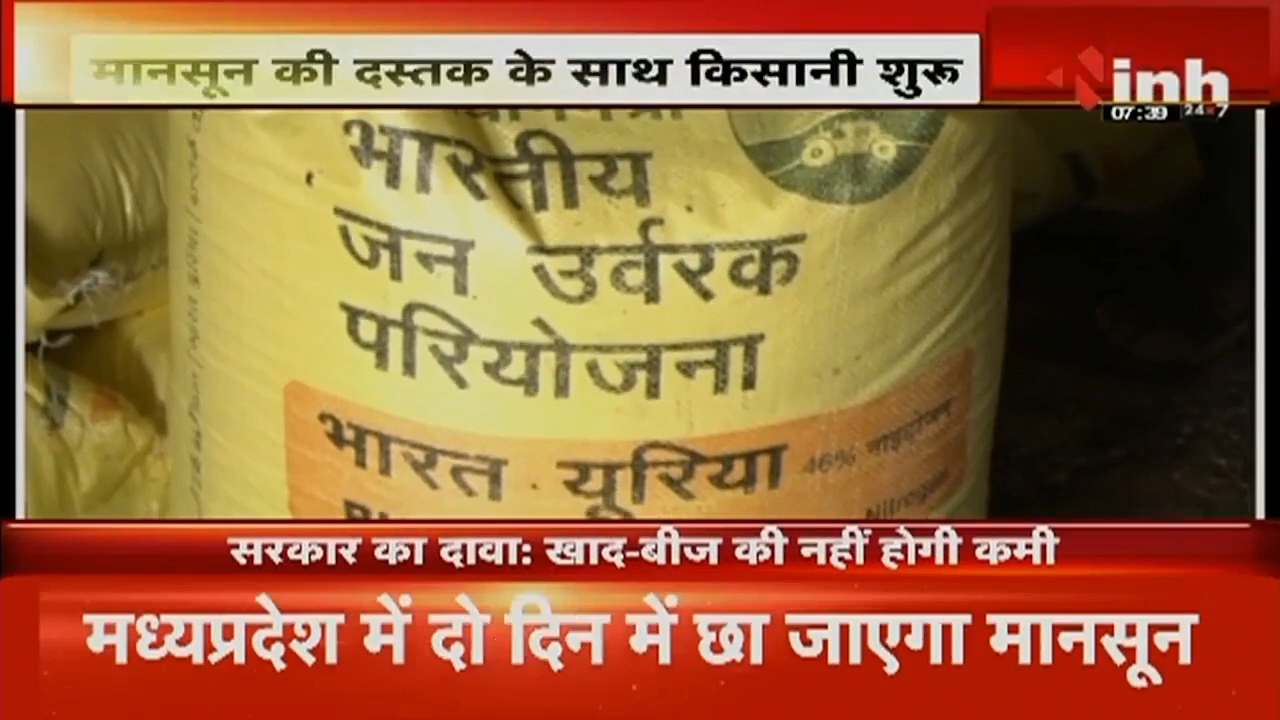 मानसून की दस्तक के साथ किसानी शुरू
inh
07:39 24x7
भारतीय
जन उर्वरक
परियोजना
भारत यूरिया 46% नाइट्रोजन
Nitrogen
सरकार का दावा: खाद-बीज की नहीं होगी कमी
मध्यप्रदेश में दो दिन में छा जाएगा मानसून